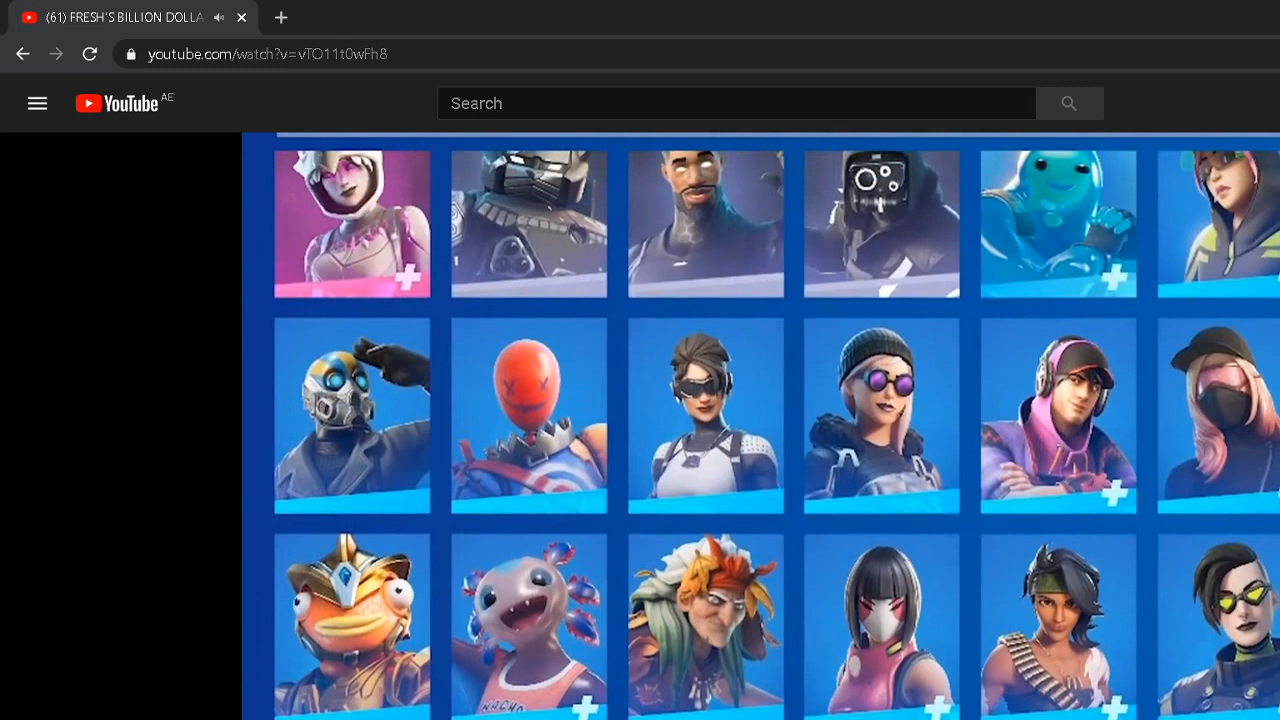 (61) FRESH'S BILLION DOLLA
youtube.com/watch?v=vTO11t0wFh8
YouTube AE
Search
NACHO